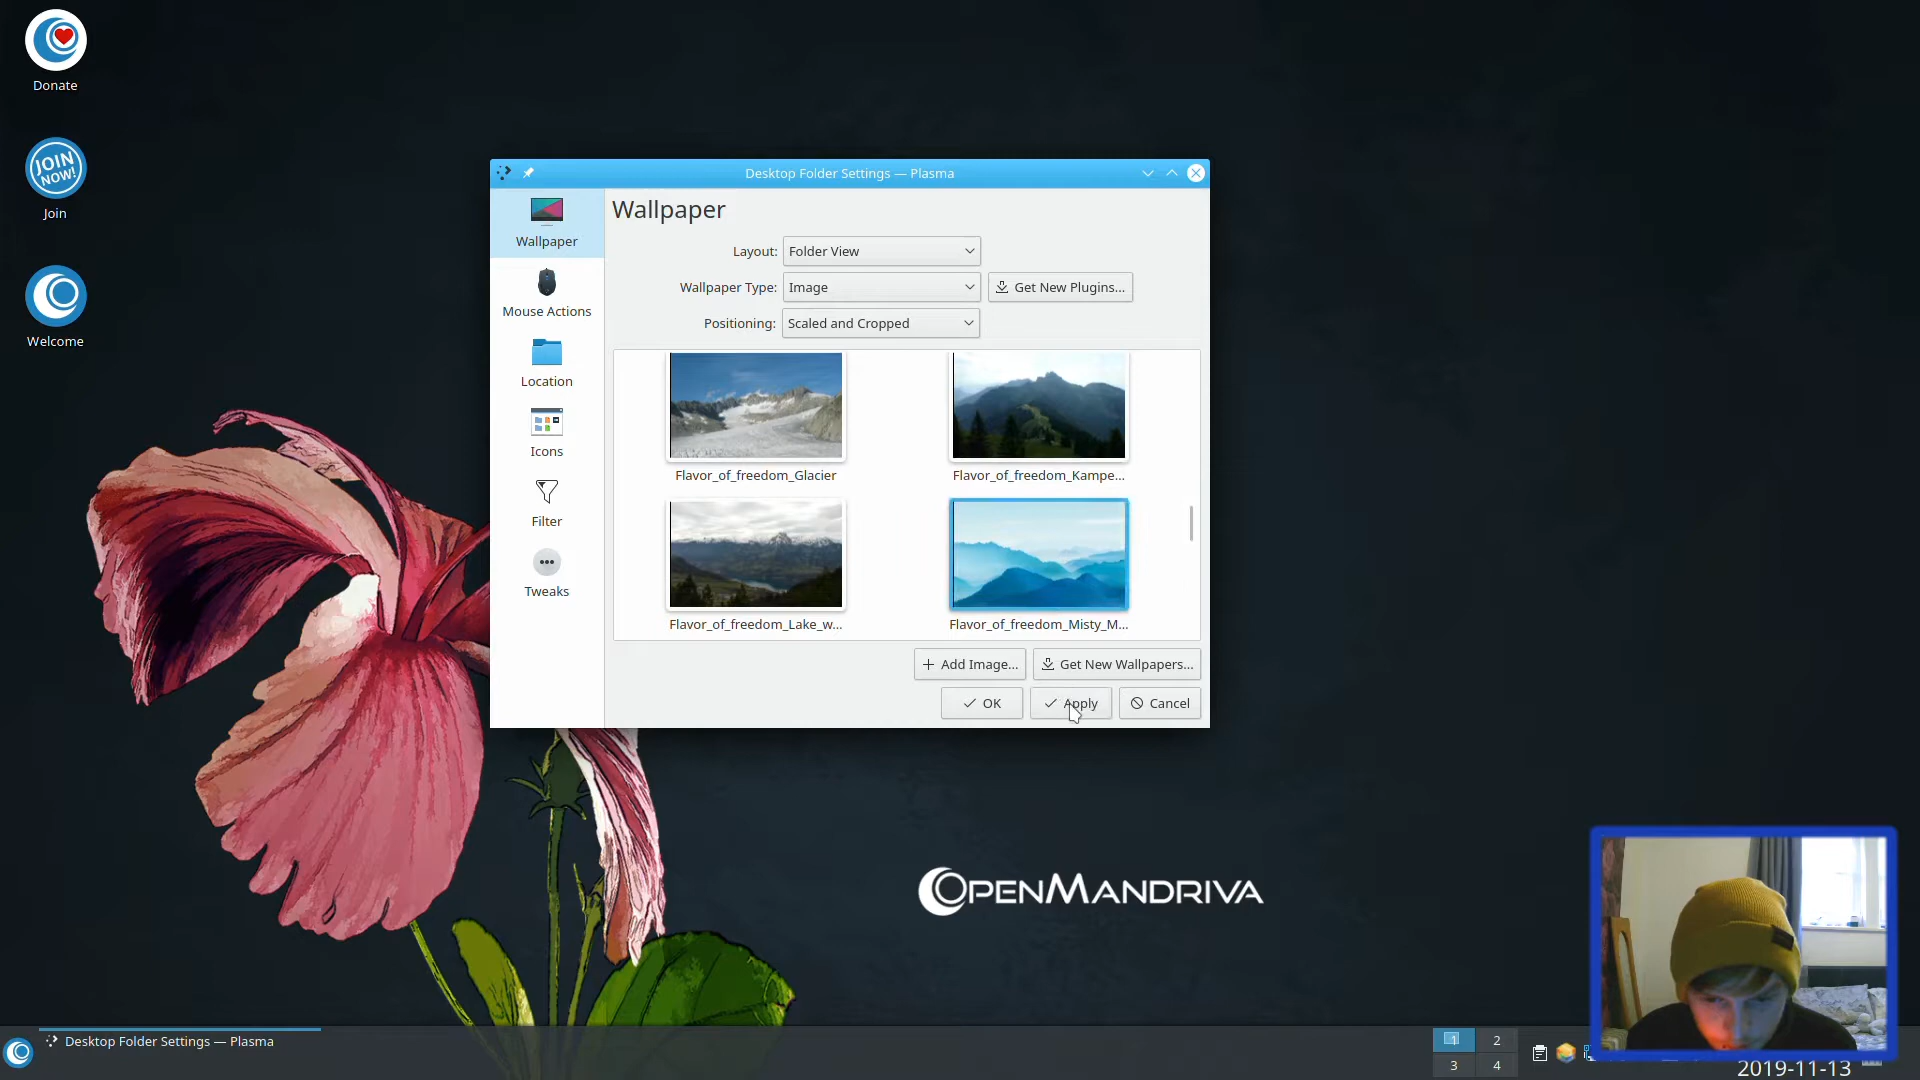 Donate
JOIN
NOW!
Join
Welcome
Desktop Folder Settings — Plasma
Wallpaper
Mouse Actions
Location
Icons
Filter
Tweaks
Wallpaper
Layout:
Folder View
Wallpaper Type:
Image
Get New Plugins...
Positioning:
Scaled and Cropped
Flavor_of_freedom_Glacier
Flavor_of_freedom_Kampe...
Flavor_of_freedom_Lake_w...
Flavor_of_freedom_Misty_M...
Add Image...
Get New Wallpapers...
OK
Apply
Cancel
OPENMANDRIVA
Desktop Folder Settings — Plasma
1
2
3
4
2019-11-13